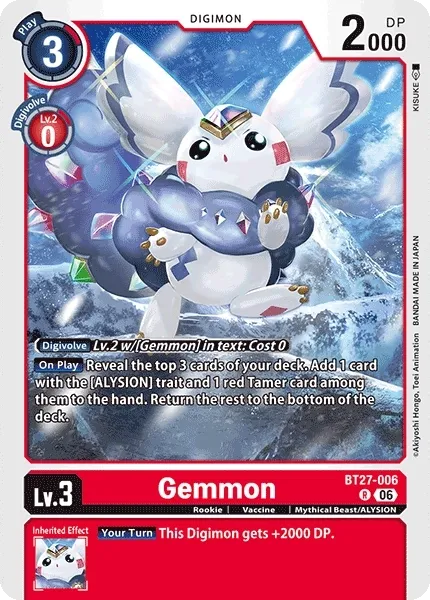 Play
3
DIGIMON
2000
DP
Digivolve
Lv.2
0
KISUKE
Digivolve Lv.2 w/[Gemmon] in text: Cost 0
On Play Reveal the top 3 cards of your deck. Add 1 card
with the [ALYSION] trait and 1 red Tamer card among
them to the hand. Return the rest to the bottom of the
deck.
©Akiyoshi Hongo, Toei Animation BANDAI MADE IN JAPAN
Lv.3
Gemmon
BT27-006
R 06
Rookie | Vaccine | Mythical Beast/ALYSION
Inherited Effect
Your Turn This Digimon gets +2000 DP.